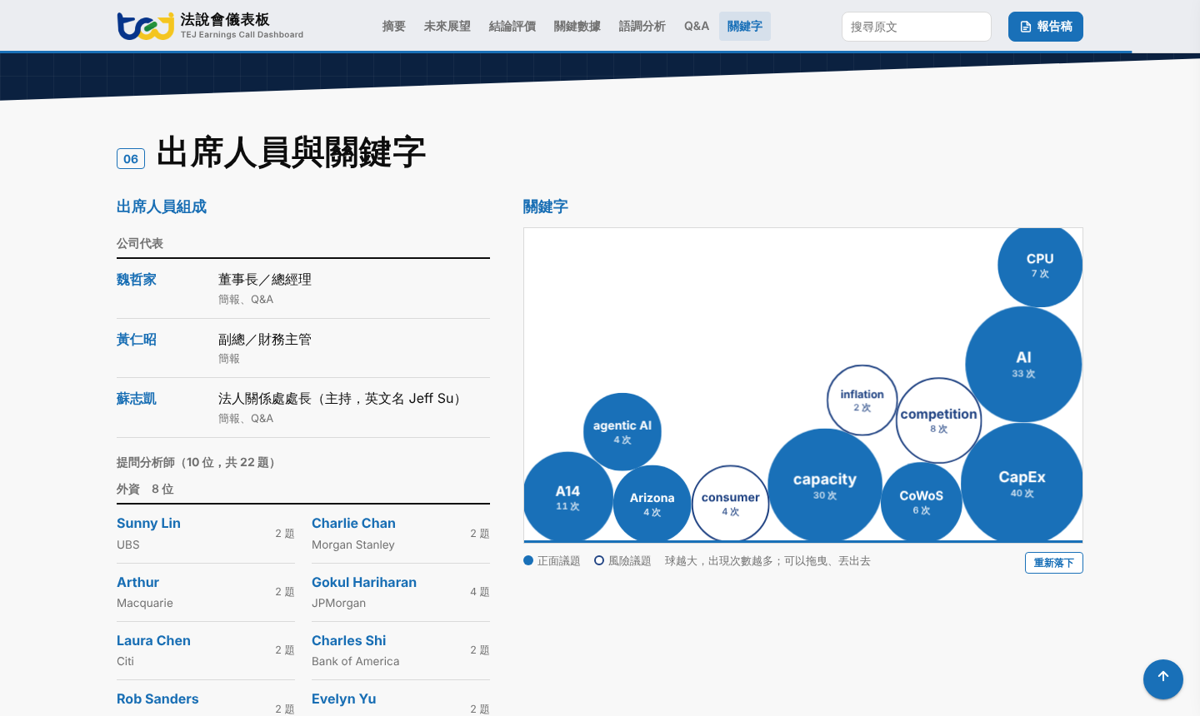 tej 法說會儀表板
TEJ Earnings Call Dashboard
摘要 未來展望 結論評價 關鍵數據 語調分析 Q&A 關鍵字
搜尋原文
報告稿
06 出席人員與關鍵字
出席人員組成
公司代表
魏哲家 董事長／總經理
簡報、Q&A
黃仁昭 副總／財務主管
簡報
蘇志凱 法人關係處處長（主持，英文名 Jeff Su）
簡報、Q&A
提問分析師（10 位，共 22 題）
外資 8 位
Sunny Lin
UBS
2 題
Charlie Chan
Morgan Stanley
2 題
Arthur
Macquarie
2 題
Gokul Hariharan
JPMorgan
4 題
Laura Chen
Citi
2 題
Charles Shi
Bank of America
2 題
Rob Sanders
2 題
Evelyn Yu
2 題
關鍵字
CPU
7 次
AI
33 次
inflation
2 次
competition
8 次
agentic AI
4 次
capacity
30 次
CapEx
40 次
A14
11 次
Arizona
4 次
consumer
4 次
CoWoS
6 次
正面議題 風險議題 球越大，出現次數越多；可以拖曳、丟出去
重新落下